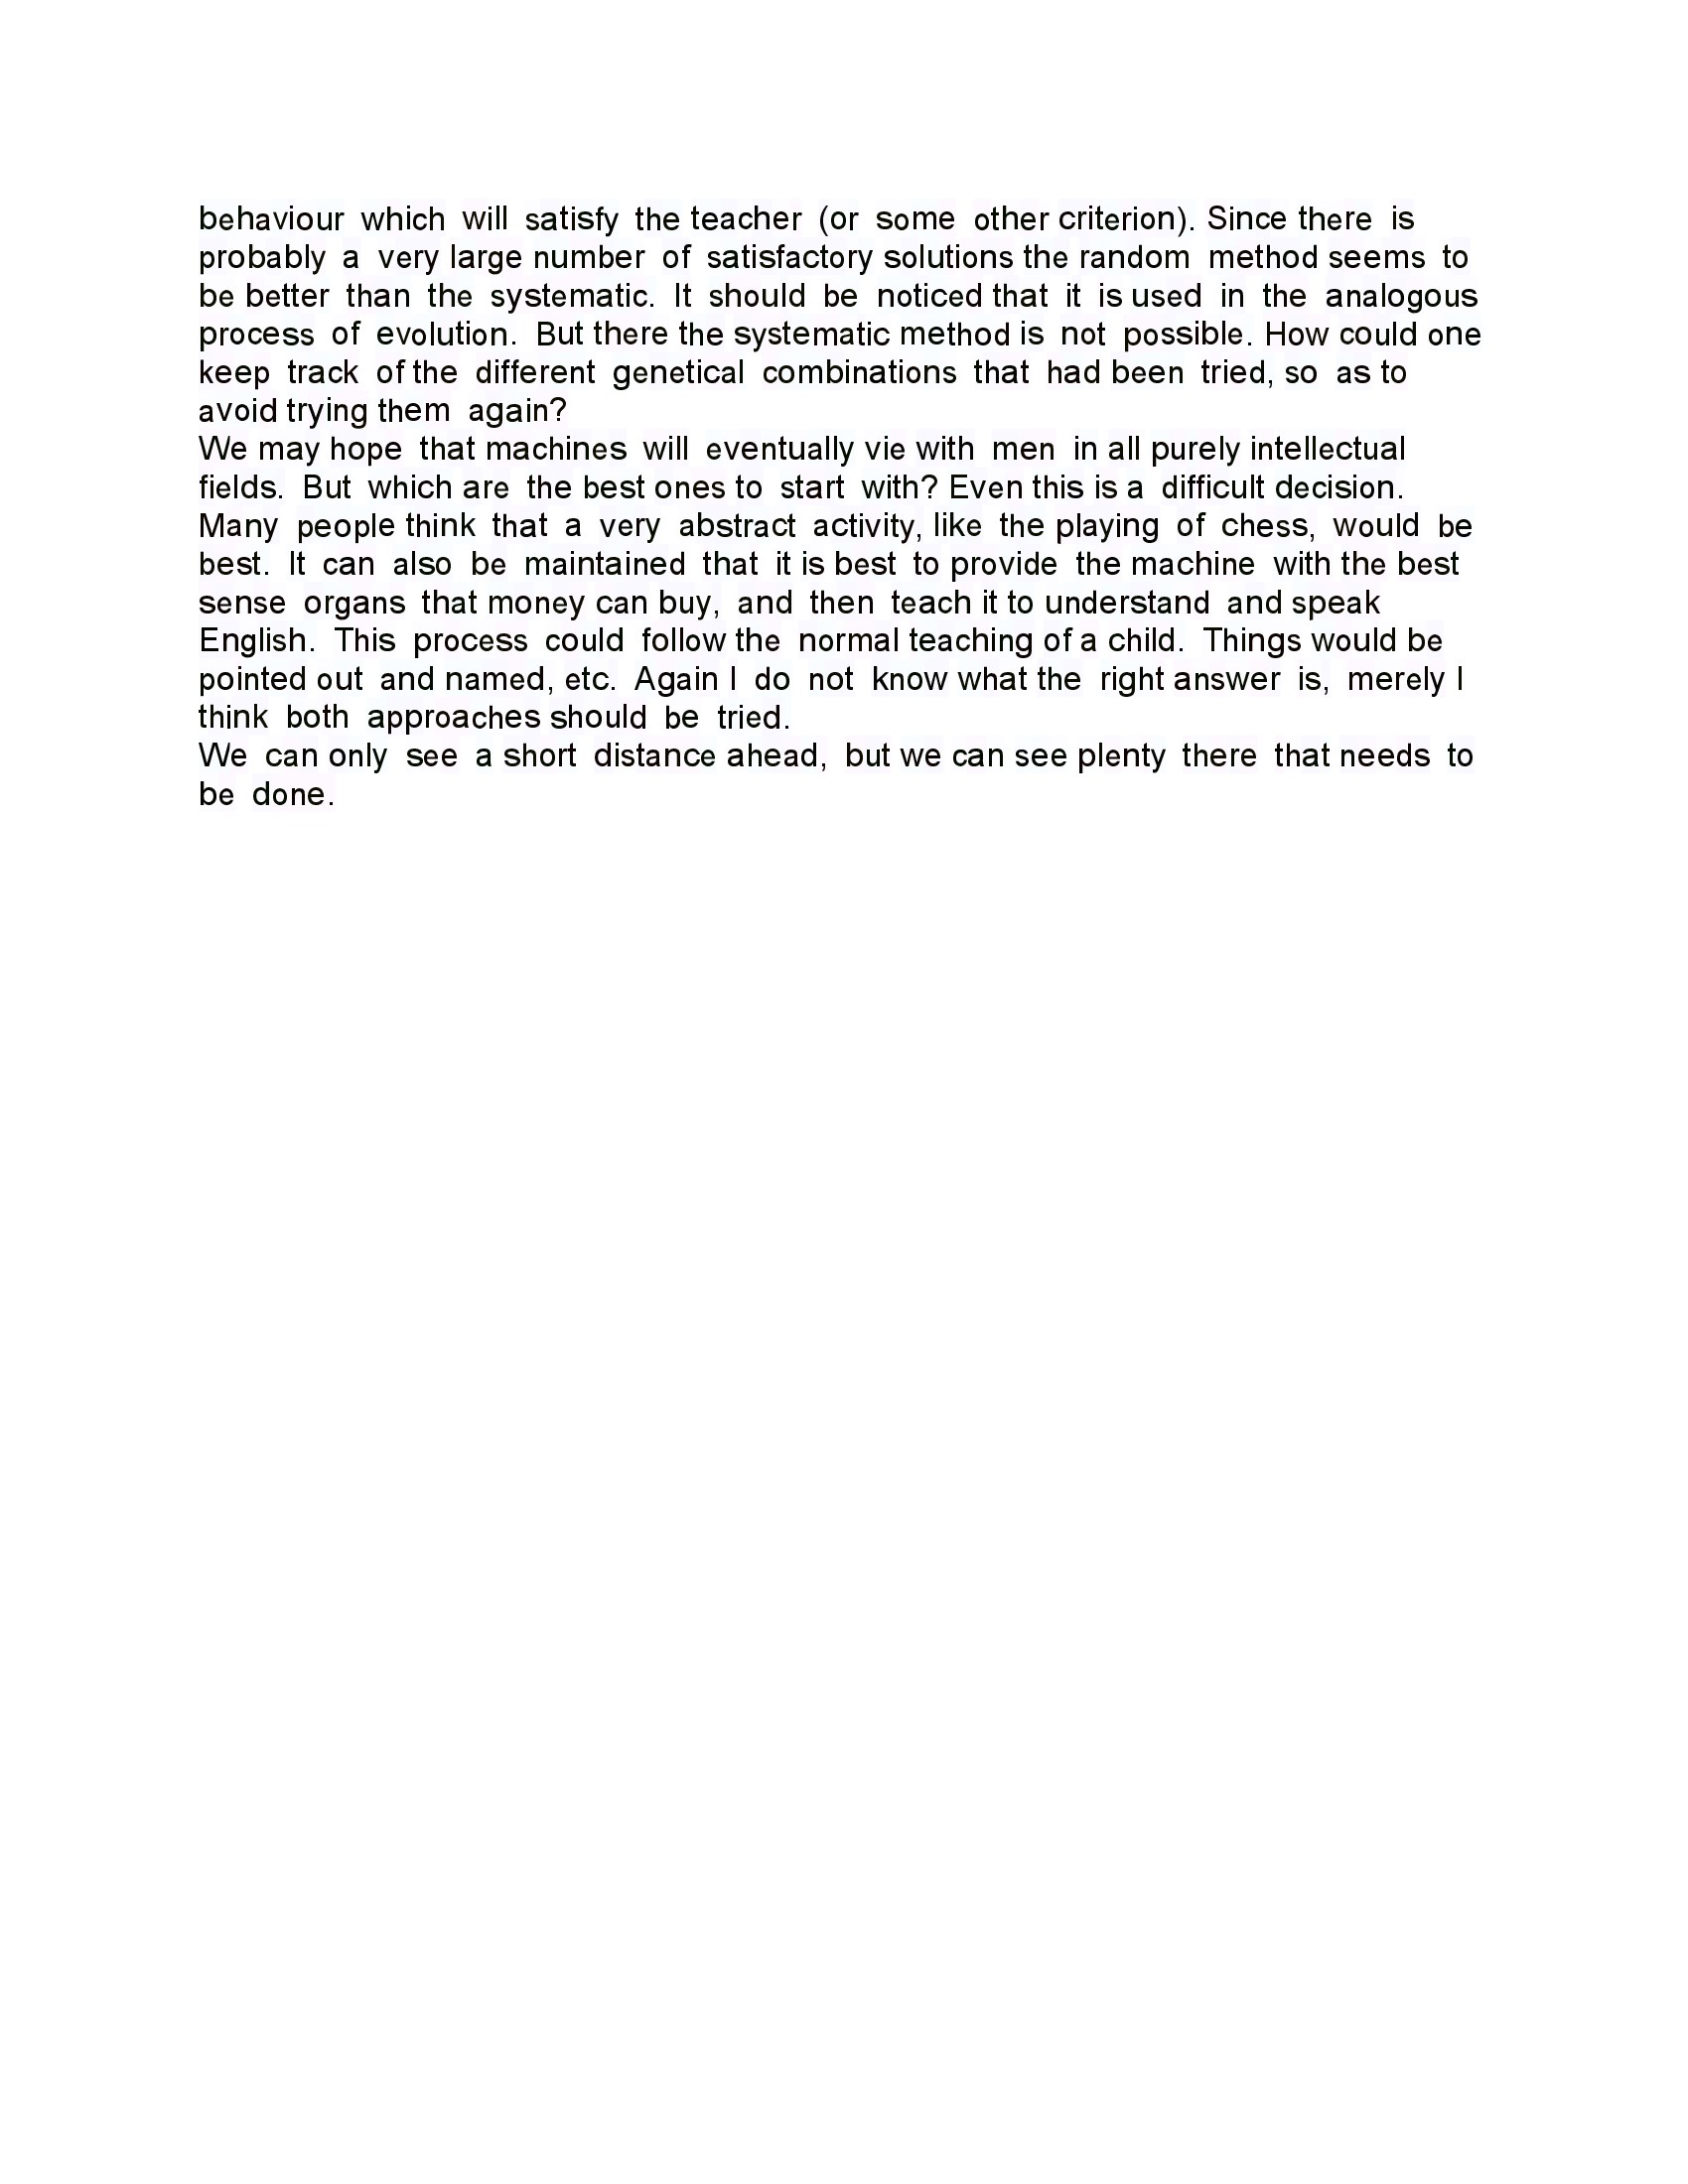 behaviour which will satisfy the teacher (or some other criterion). Since there is
probably a very large number of satisfactory solutions the random method seems to
be better than the systematic. It should be noticed that it is used in the analogous
process of evolution. But there the systematic method is not possible. How could one
keep track of the different genetical combinations that had been tried, so as to
avoid trying them again?
We may hope that machines will eventually vie with men in all purely intellectual
fields. But which are the best ones to start with? Even this is a difficult decision.
Many people think that a very abstract activity, like the playing of chess, would be
best. It can also be maintained that it is best to provide the machine with the best
sense organs that money can buy, and then teach it to understand and speak
English. This process could follow the normal teaching of a child. Things would be
pointed out and named, etc. Again I do not know what the right answer is, merely I
think both approaches should be tried.
We can only see a short distance ahead, but we can see plenty there that needs to
be done.